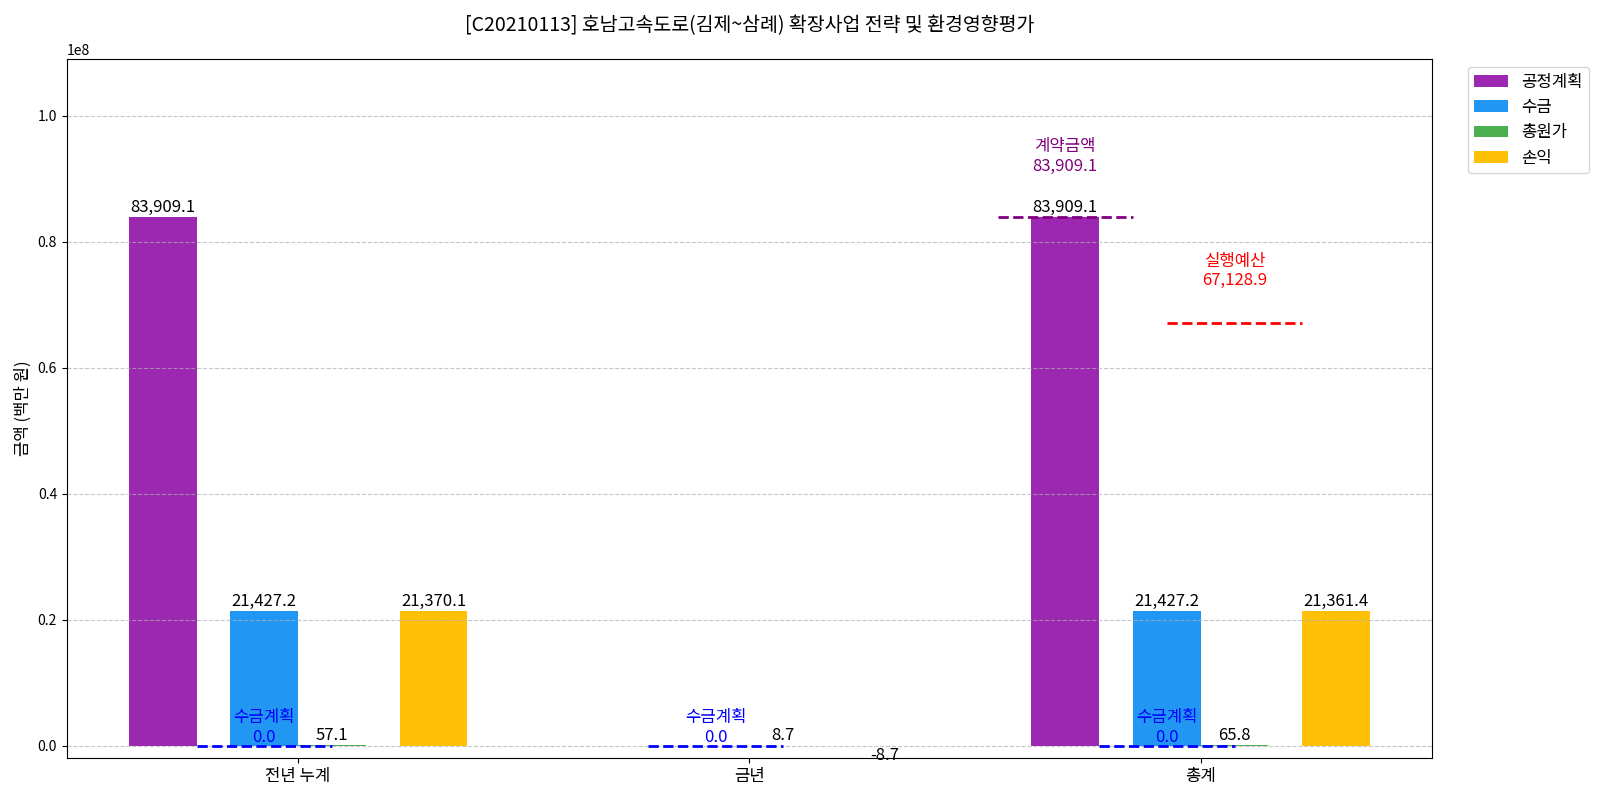 [C20210113] 호남고속도로(김제~삼례) 확장사업 전략 및 환경영향평가
1e8
공정계획
수금
총원가
손익
금액 (백만 원)
1.0
0.8
0.6
0.4
0.2
0.0
계약금액
83,909.1
83,909.1
83,909.1
실행예산
67,128.9
21,427.2
21,370.1
21,427.2
21,361.4
수금계획
0.0
57.1
수금계획
0.0
8.7
-8.7
수금계획
0.0
65.8
전년 누계
금년
총계